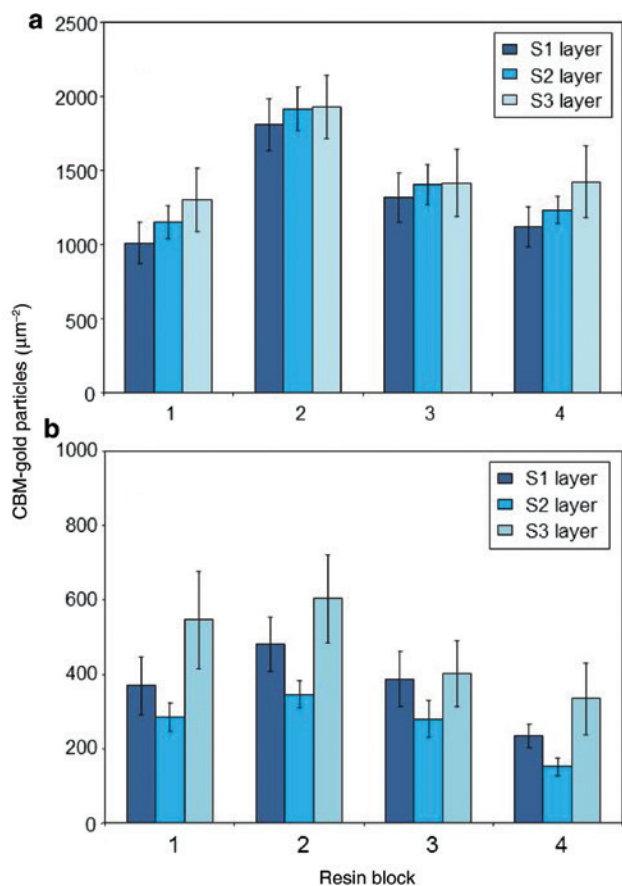 a
2500
2000
1500
1000
500
0
S1 layer
S2 layer
S3 layer
1 2 3 4
CBM-gold particles (μm⁻²)
b
1000
800
600
400
200
0
S1 layer
S2 layer
S3 layer
1 2 3 4
Resin block